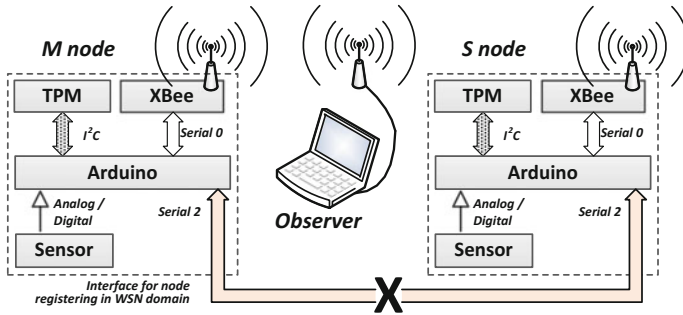 M node
S node
TPM
XBee
I²C
Serial 0
Arduino
Analog /
Digital
Serial 2
Sensor
Observer
TPM
XBee
I²C
Serial 0
Arduino
Analog /
Digital
Serial 2
Sensor
Interface for node
registering in WSN domain
X